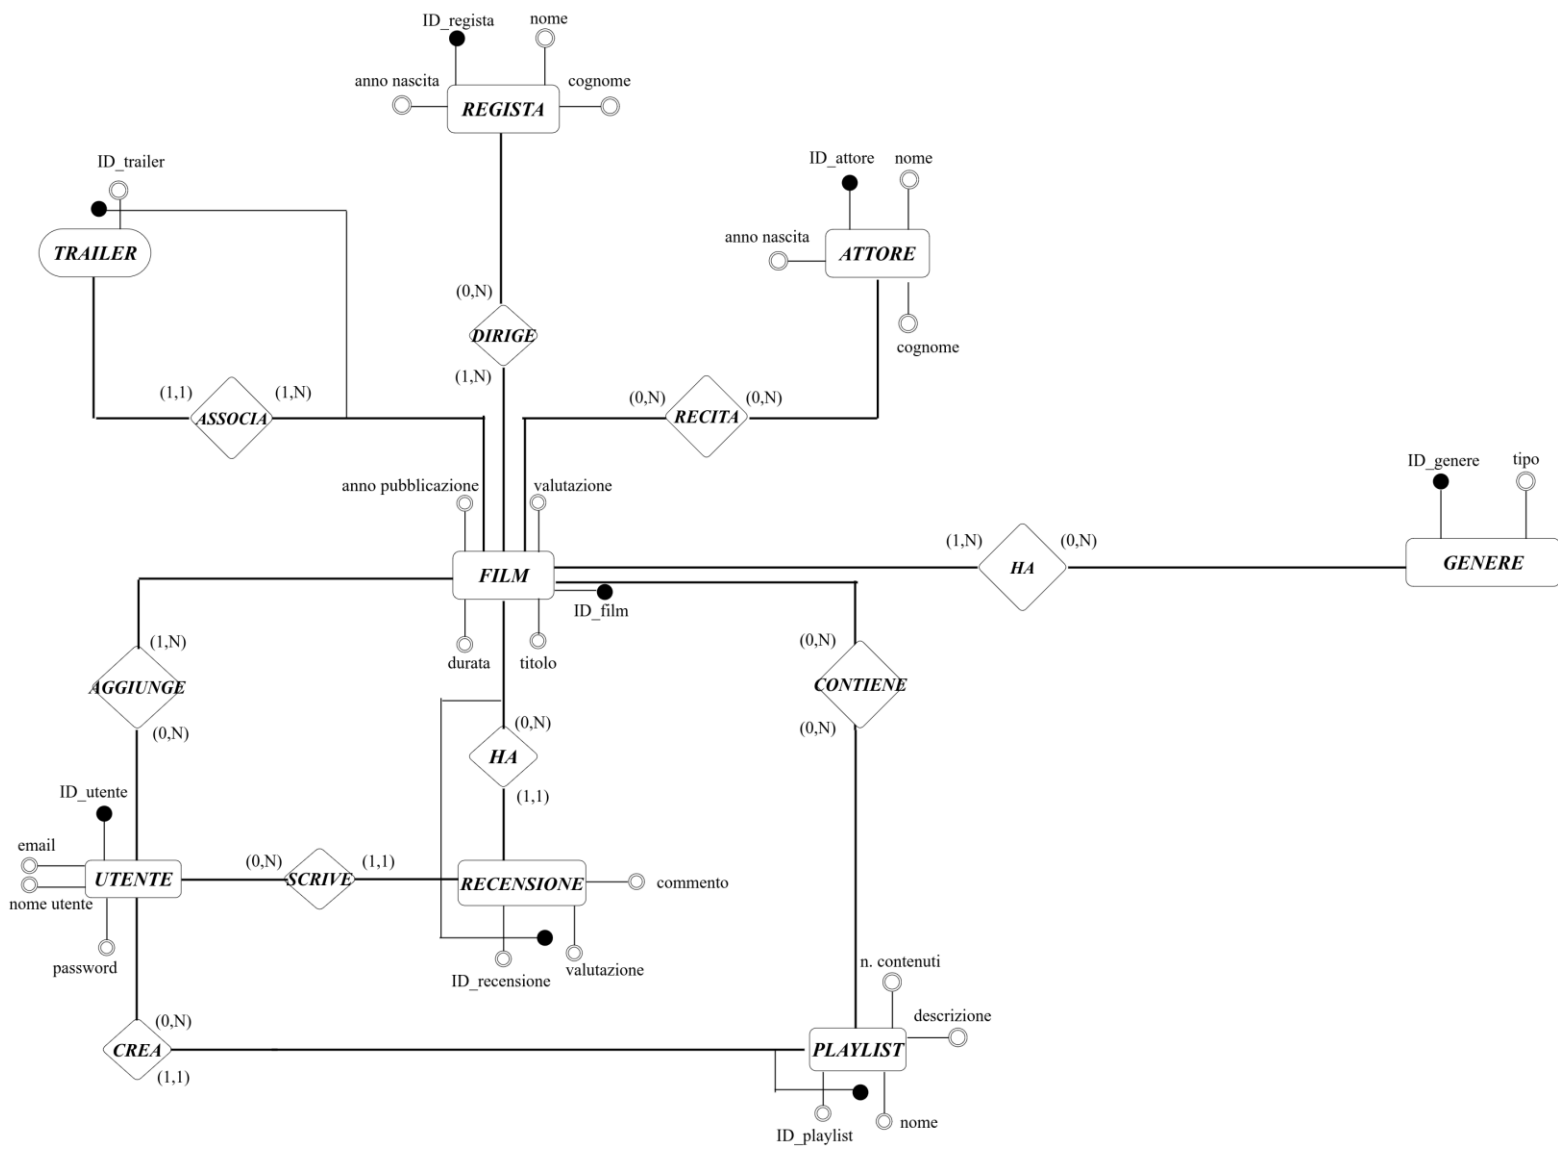 ID_regista
nome
anno nascita
cognome
REGISTA
ID_trailer
TRAILER
ID_attore
nome
anno nascita
ATTORE
cognome
(0,N)
DIRIGE
(1,N)
(1,1)
(1,N)
ASSOCIA
(0,N)
(0,N)
RECITA
anno pubblicazione
valutazione
FILM
ID_film
durata
titolo
(1,N)
(0,N)
HA
ID_genere
tipo
GENERE
(1,N)
AGGIUNGE
(0,N)
(0,N)
HA
(1,1)
(0,N)
CONTIENE
(0,N)
ID_utente
email
UTENTE
nome utente
password
(0,N)
(1,1)
SCRIVE
RECENSIONE
commento
ID_recensione
valutazione
(0,N)
CREA
(1,1)
n. contenuti
descrizione
PLAYLIST
ID_playlist
nome